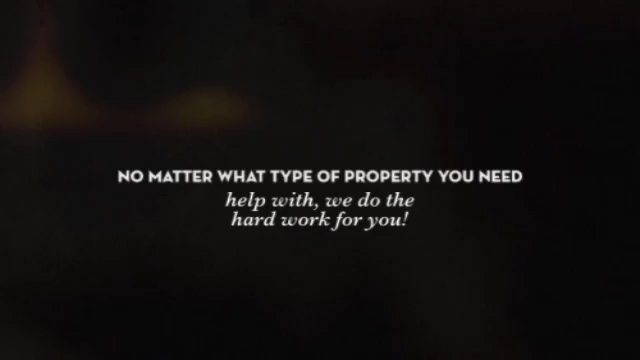 NO MATTER WHAT TYPE OF PROPERTY YOU NEED
help with, we do the
hard work for you!